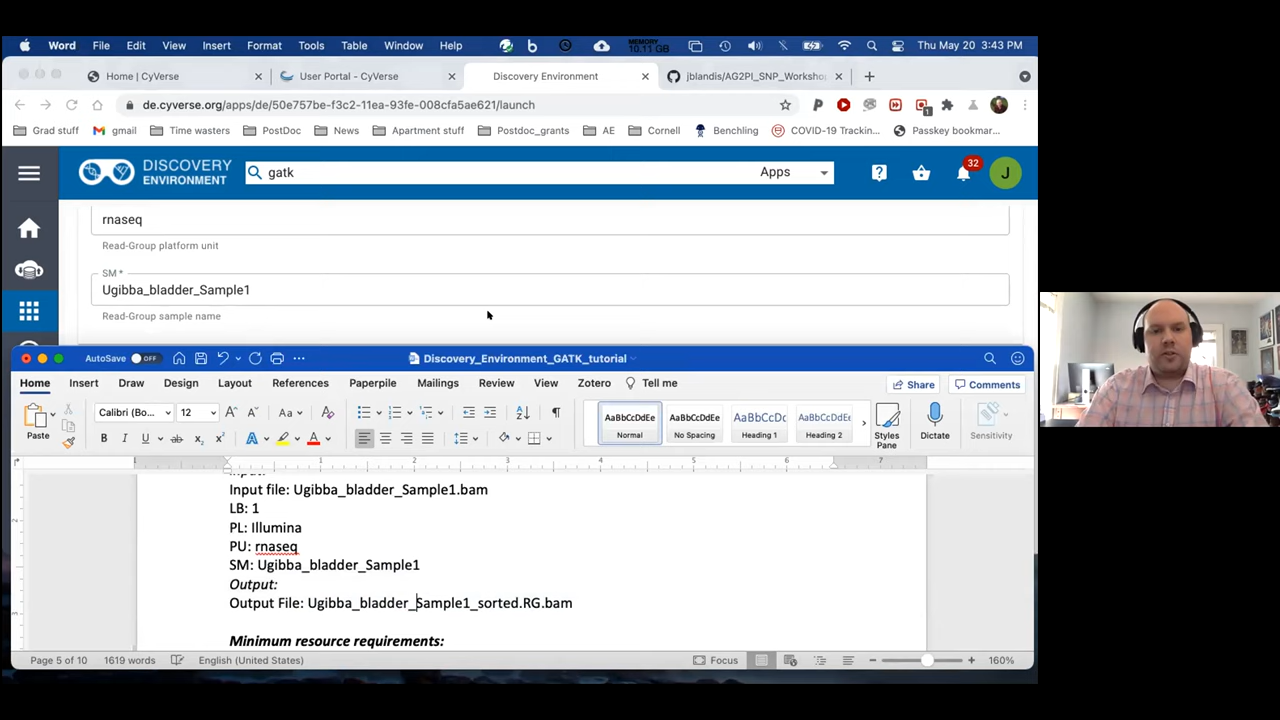 Word File Edit View Insert Format Tools Table Window Help MEMORY 10.11 GB Thu May 20 3:43 PM
Home | CyVerse User Portal - CyVerse Discovery Environment jblandis/AG2PI_SNP_Workshop
de.cyverse.org/apps/de/50e757be-f3c2-11ea-93fe-008cfa5ae621/launch
Grad stuff gmail Time wasters PostDoc News Apartment stuff Postdoc_grants AE Cornell Benchling COVID-19 Trackin... Passkey bookmar...
DISCOVERY ENVIRONMENT gatk Apps 32 J
rnaseq
Read-Group platform unit
SM *
Ugibba_bladder_Sample1
Read-Group sample name
AutoSave OFF Discovery_Environment_GATK_tutorial
Home Insert Draw Design Layout References Paperpile Mailings Review View Zotero Tell me Share Comments
Paste Calibri (Bo... 12 AaBbCcDdEe AaBbCcDdEe AaBbCcDc AaBbCcDdEe
Normal No Spacing Heading 1 Heading 2 Styles Pane Dictate Sensitivity
Input:
Input file: Ugibba_bladder_Sample1.bam
LB: 1
PL: Illumina
PU: rnaseq
SM: Ugibba_bladder_Sample1
Output:
Output File: Ugibba_bladder_Sample1_sorted.RG.bam
Minimum resource requirements:
Page 5 of 10 1619 words English (United States) Focus 160%